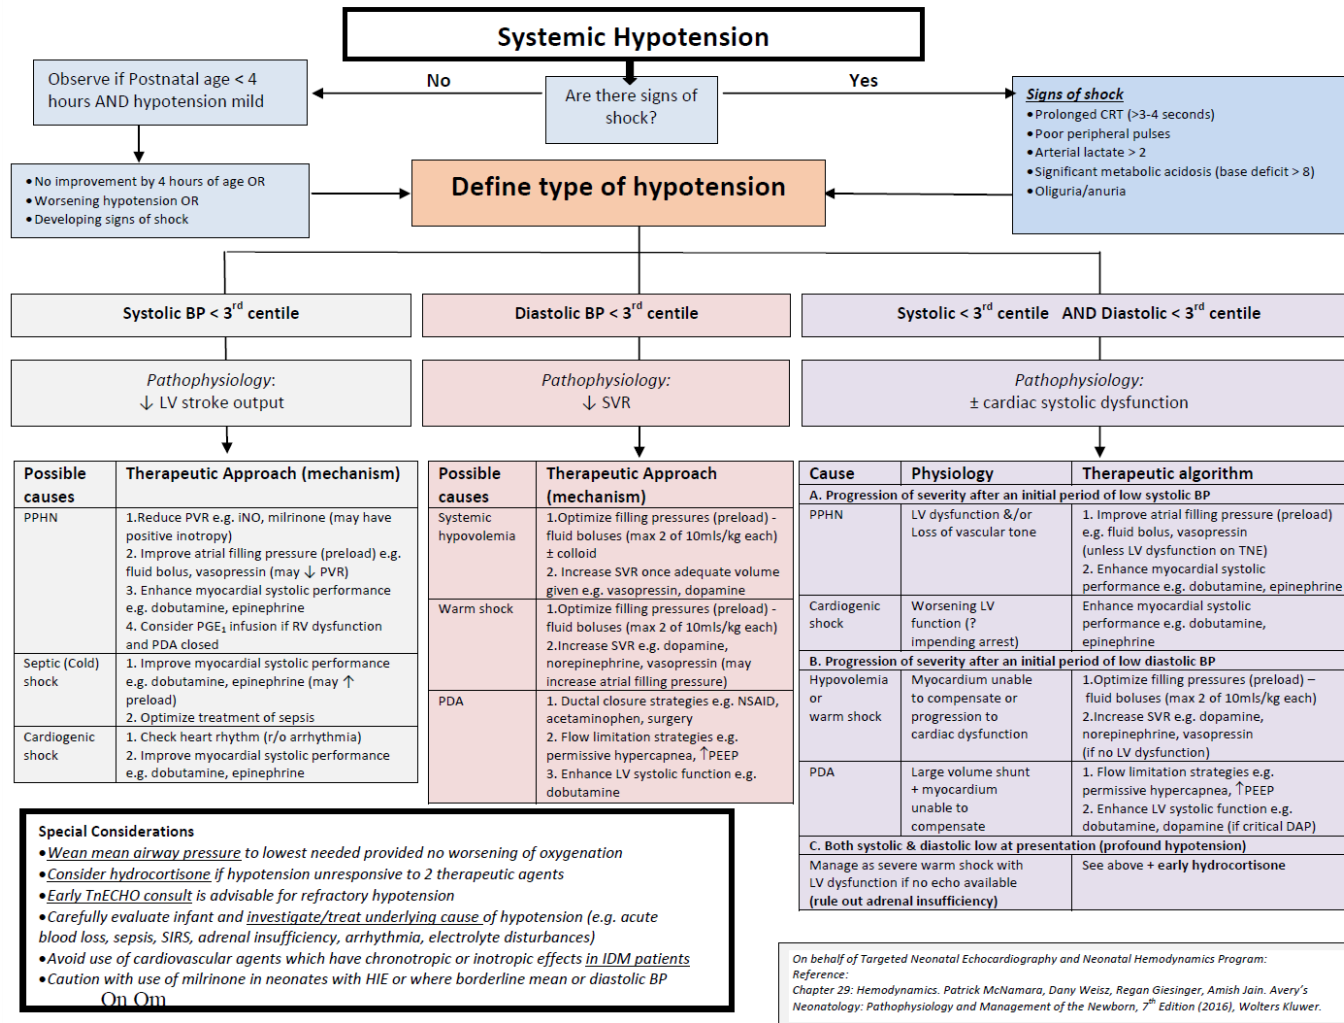 Systemic Hypotension
Observe if Postnatal age < 4
hours AND hypotension mild
No
Are there signs of
shock?
Yes
Signs of shock
•Prolonged CRT (>3-4 seconds)
•Poor peripheral pulses
•Arterial lactate > 2
•Significant metabolic acidosis (base deficit > 8)
•Oliguria/anuria
•No improvement by 4 hours of age OR
•Worsening hypotension OR
•Developing signs of shock
Define type of hypotension
Systolic BP < 3rd centile
Pathophysiology:
↓ LV stroke output
Possible
causes
Therapeutic Approach (mechanism)
PPHN
1.Reduce PVR e.g. iNO, milrinone (may have
positive inotropy)
2. Improve atrial filling pressure (preload) e.g.
fluid bolus, vasopressin (may ↓ PVR)
3. Enhance myocardial systolic performance
e.g. dobutamine, epinephrine
4. Consider PGE1 infusion if RV dysfunction
and PDA closed
Septic (Cold)
shock
1. Improve myocardial systolic performance
e.g. dobutamine, epinephrine (may ↑
preload)
2. Optimize treatment of sepsis
Cardiogenic
shock
1. Check heart rhythm (r/o arrhythmia)
2. Improve myocardial systolic performance
e.g. dobutamine, epinephrine
Diastolic BP < 3rd centile
Pathophysiology:
↓ SVR
Possible
causes
Therapeutic Approach
(mechanism)
Systemic
hypovolemia
1.Optimize filling pressures (preload) -
fluid boluses (max 2 of 10mls/kg each)
± colloid
2. Increase SVR once adequate volume
given e.g. vasopressin, dopamine
Warm shock
1.Optimize filling pressures (preload) -
fluid boluses (max 2 of 10mls/kg each)
2.Increase SVR e.g. dopamine,
norepinephrine, vasopressin (may
increase atrial filling pressure)
PDA
1. Ductal closure strategies e.g. NSAID,
acetaminophen, surgery
2. Flow limitation strategies e.g.
permissive hypercapnea, ↑PEEP
3. Enhance LV systolic function e.g.
dobutamine
Systolic < 3rd centile AND Diastolic < 3rd centile
Pathophysiology:
± cardiac systolic dysfunction
Cause
Physiology
Therapeutic algorithm
A. Progression of severity after an initial period of low systolic BP
PPHN
LV dysfunction &/or
Loss of vascular tone
1. Improve atrial filling pressure (preload)
e.g. fluid bolus, vasopressin
(unless LV dysfunction on TNE)
2. Enhance myocardial systolic
performance e.g. dobutamine, epinephrine
Cardiogenic
shock
Worsening LV
function (?
impending arrest)
Enhance myocardial systolic
performance e.g. dobutamine,
epinephrine
B. Progression of severity after an initial period of low diastolic BP
Hypovolemia
or
warm shock
Myocardium unable
to compensate or
progression to
cardiac dysfunction
1.Optimize filling pressures (preload) –
fluid boluses (max 2 of 10mls/kg each)
2.Increase SVR e.g. dopamine,
norepinephrine, vasopressin
(if no LV dysfunction)
PDA
Large volume shunt
+ myocardium
unable to
compensate
1. Flow limitation strategies e.g.
permissive hypercapnea, ↑PEEP
2. Enhance LV systolic function e.g.
dobutamine, dopamine (if critical DAP)
C. Both systolic & diastolic low at presentation (profound hypotension)
Manage as severe warm shock with
LV dysfunction if no echo available
(rule out adrenal insufficiency)
See above + early hydrocortisone
Special Considerations
•Wean mean airway pressure to lowest needed provided no worsening of oxygenation
•Consider hydrocortisone if hypotension unresponsive to 2 therapeutic agents
•Early TnECHO consult is advisable for refractory hypotension
•Carefully evaluate infant and investigate/treat underlying cause of hypotension (e.g. acute
blood loss, sepsis, SIRS, adrenal insufficiency, arrhythmia, electrolyte disturbances)
•Avoid use of cardiovascular agents which have chronotropic or inotropic effects in IDM patients
•Caution with use of milrinone in neonates with HIE or where borderline mean or diastolic BP
On Om
On behalf of Targeted Neonatal Echocardiography and Neonatal Hemodynamics Program:
Reference:
Chapter 29: Hemodynamics. Patrick McNamara, Dany Weisz, Regan Giesinger, Amish Jain. Avery's
Neonatology: Pathophysiology and Management of the Newborn, 7th Edition (2016), Wolters Kluwer.